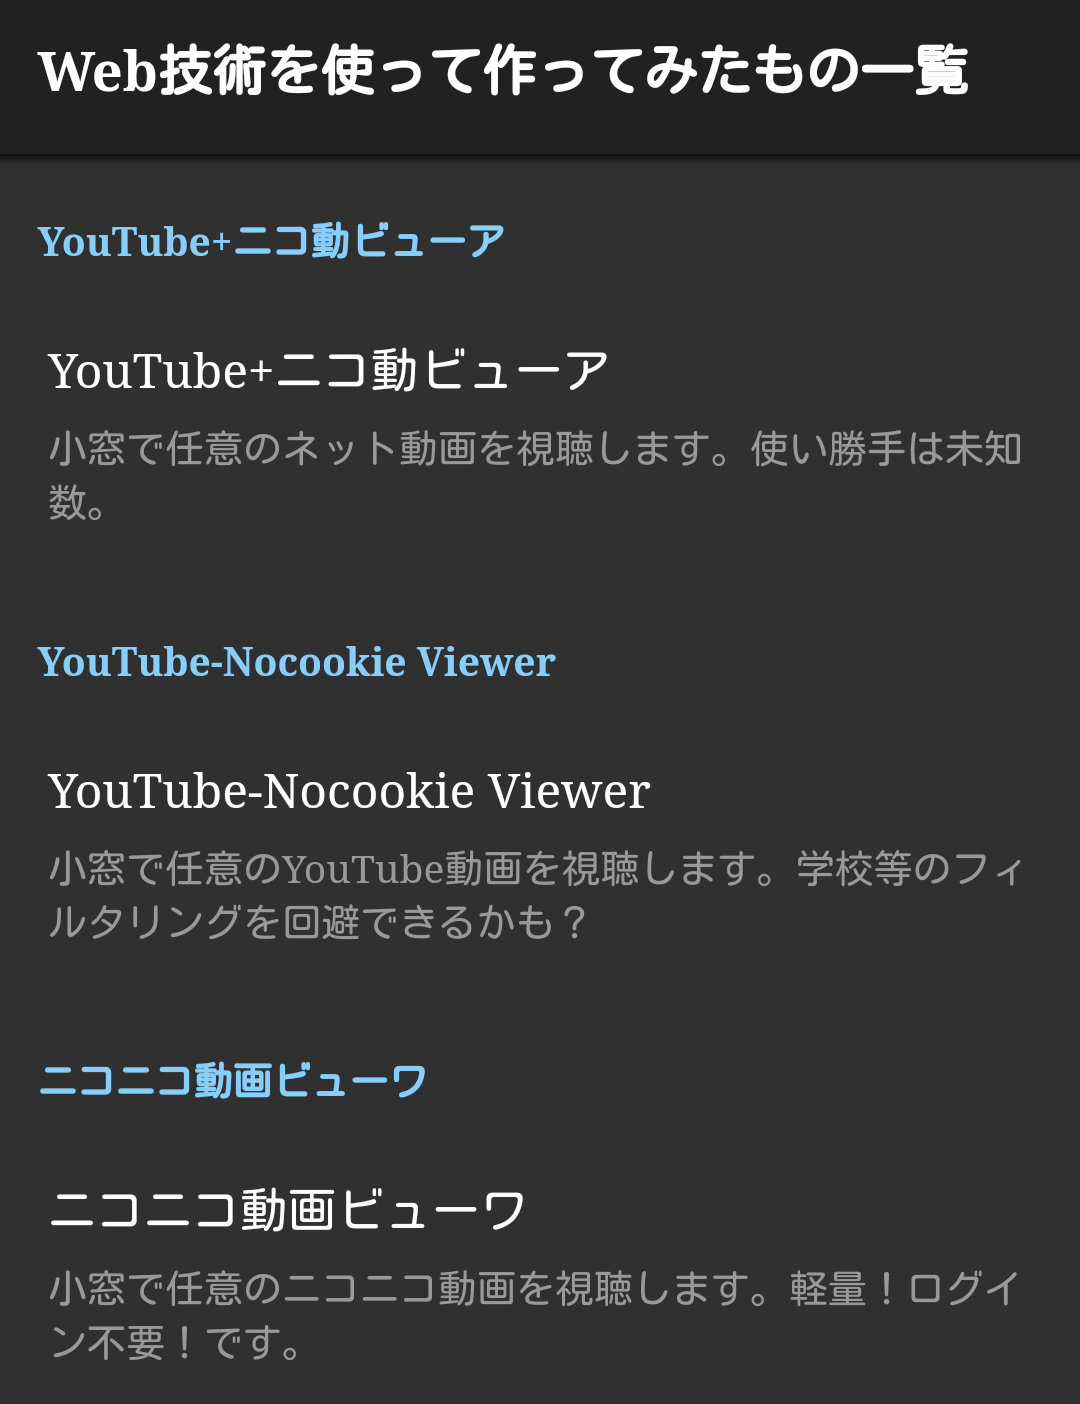 Web技術を使って作ってみたもの一覧
YouTube+ニコ動ビューア
YouTube+ニコ動ビューア
小窓で任意のネット動画を視聴します。使い勝手は未知
数。
YouTube-Nocookie Viewer
YouTube-Nocookie Viewer
小窓で任意のYouTube動画を視聴します。学校等のフィ
ルタリングを回避できるかも？
ニコニコ動画ビューワ
ニコニコ動画ビューワ
小窓で任意のニコニコ動画を視聴します。軽量！ログイ
ン不要！です。